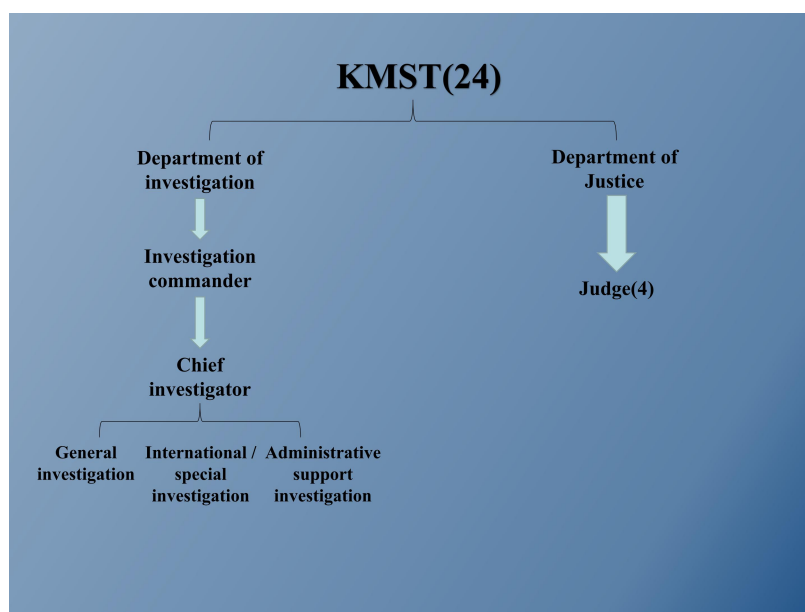 KMST(24)
Department of
investigation
Department of
Justice
Investigation
commander
Judge(4)
Chief
investigator
General
investigation
International /
special
investigation
Administrative
support
investigation